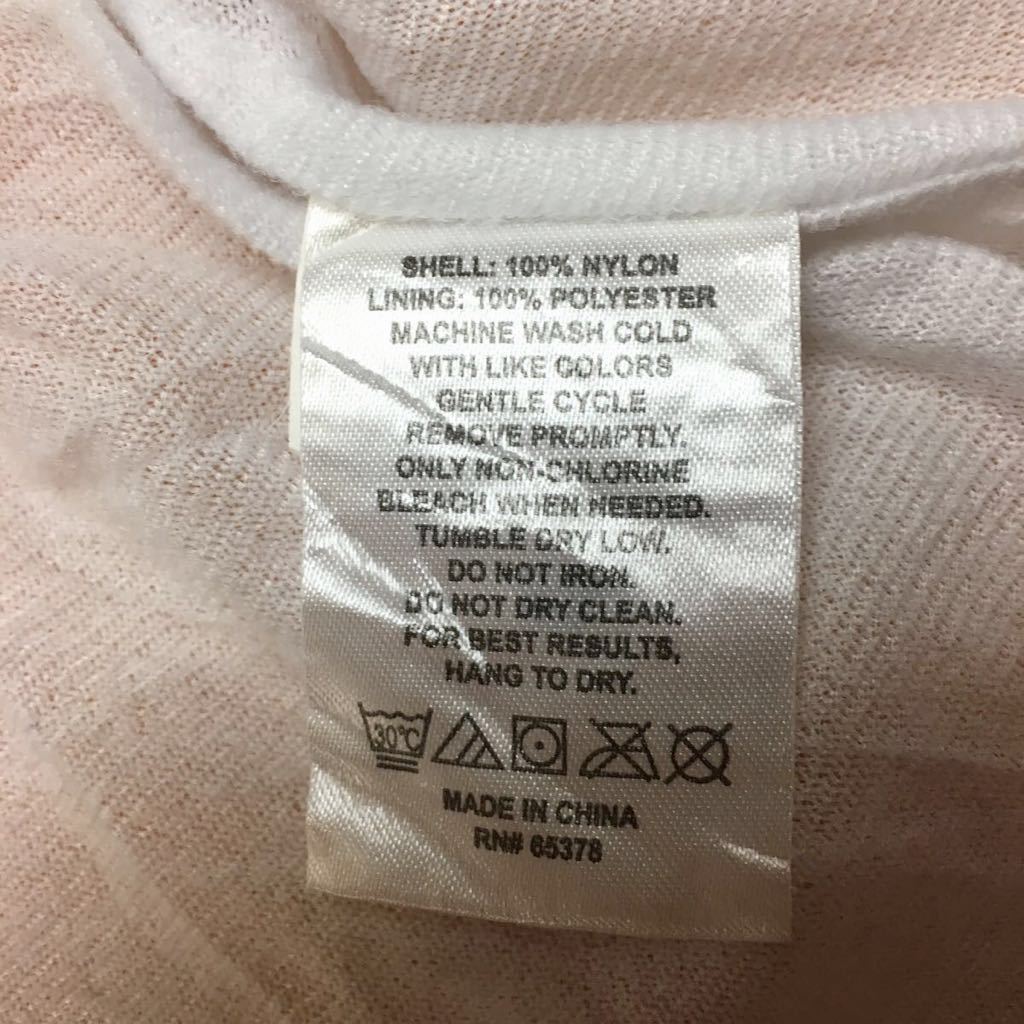 SHELL: 100% NYLON
LINING: 100% POLYESTER
MACHINE WASH COLD
WITH LIKE COLORS
GENTLE CYCLE
REMOVE PROMPTLY.
ONLY NON-CHLORINE
BLEACH WHEN NEEDED.
TUMBLE DRY LOW.
DO NOT IRON.
DO NOT DRY CLEAN.
FOR BEST RESULTS,
HANG TO DRY.
30°C
MADE IN CHINA
RN# 65378